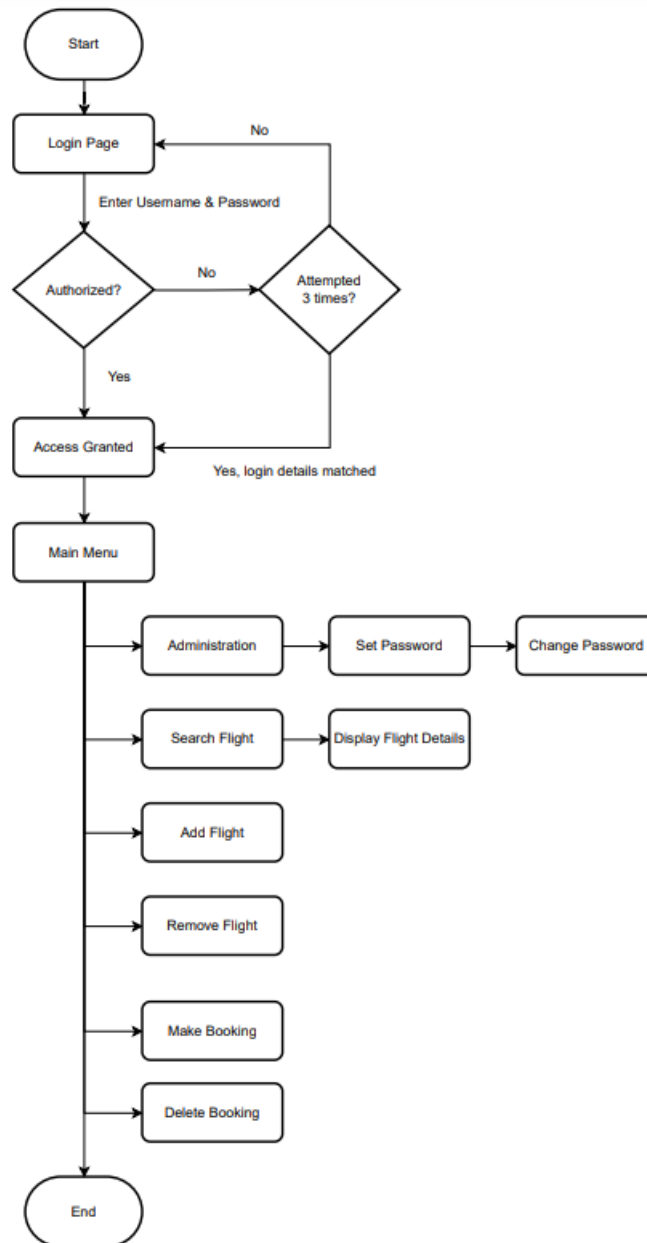 Start
No
Login Page
Enter Username & Password
Authorized?
No
Attempted
3 times?
Yes
Access Granted
Yes, login details matched
Main Menu
Administration
Set Password
Change Password
Search Flight
Display Flight Details
Add Flight
Remove Flight
Make Booking
Delete Booking
End